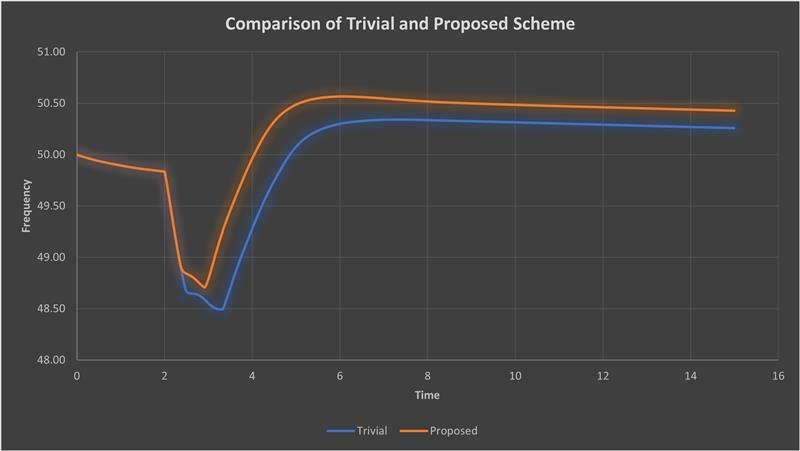 Comparison of Trivial and Proposed Scheme
51.00
50.50
50.00
49.50
49.00
48.50
48.00
Frequency
0 2 4 6 8 10 12 14 16
Time
Trivial Proposed